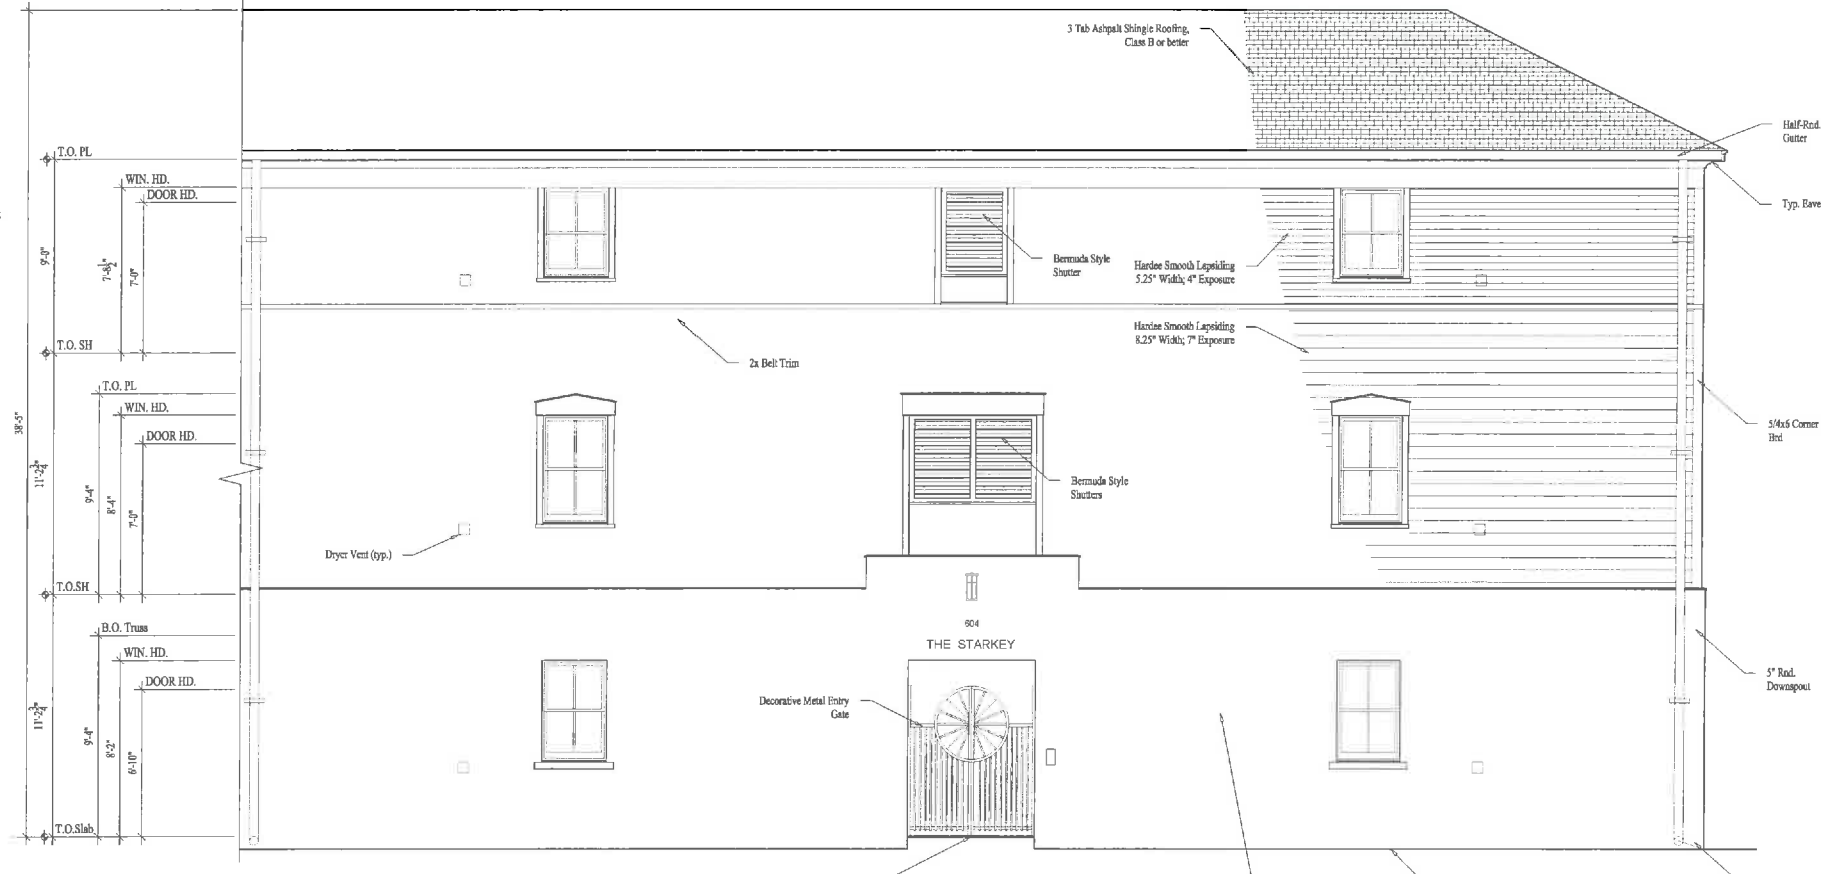 3 Tab Ashpalt Shingle Roofing,
Class B or better
Half-Rnd.
Gutter
T.O. PL
WIN. HD.
DOOR HD.
Typ. Eave
9'-0"
7'-8½"
7'-0"
Bermuda Style
Shutter
Hardee Smooth Lapsiding
5.25" Width; 4" Exposure
Hardee Smooth Lapsiding
8.25" Width; 7" Exposure
T.O. SH
2x Belt Trim
T.O. PL
WIN. HD.
DOOR HD.
38'-5"
11'-2¾"
9'-4"
8'-4"
7'-0"
5/4x6 Corner
Brd
Bermuda Style
Shutters
Dryer Vent (typ.)
T.O.SH
B.O. Truss
WIN. HD.
DOOR HD.
604
THE STARKEY
5" Rnd.
Downspout
Decorative Metal Entry
Gate
11'-2¾"
9'-4"
8'-2"
6'-10"
T.O.Slab